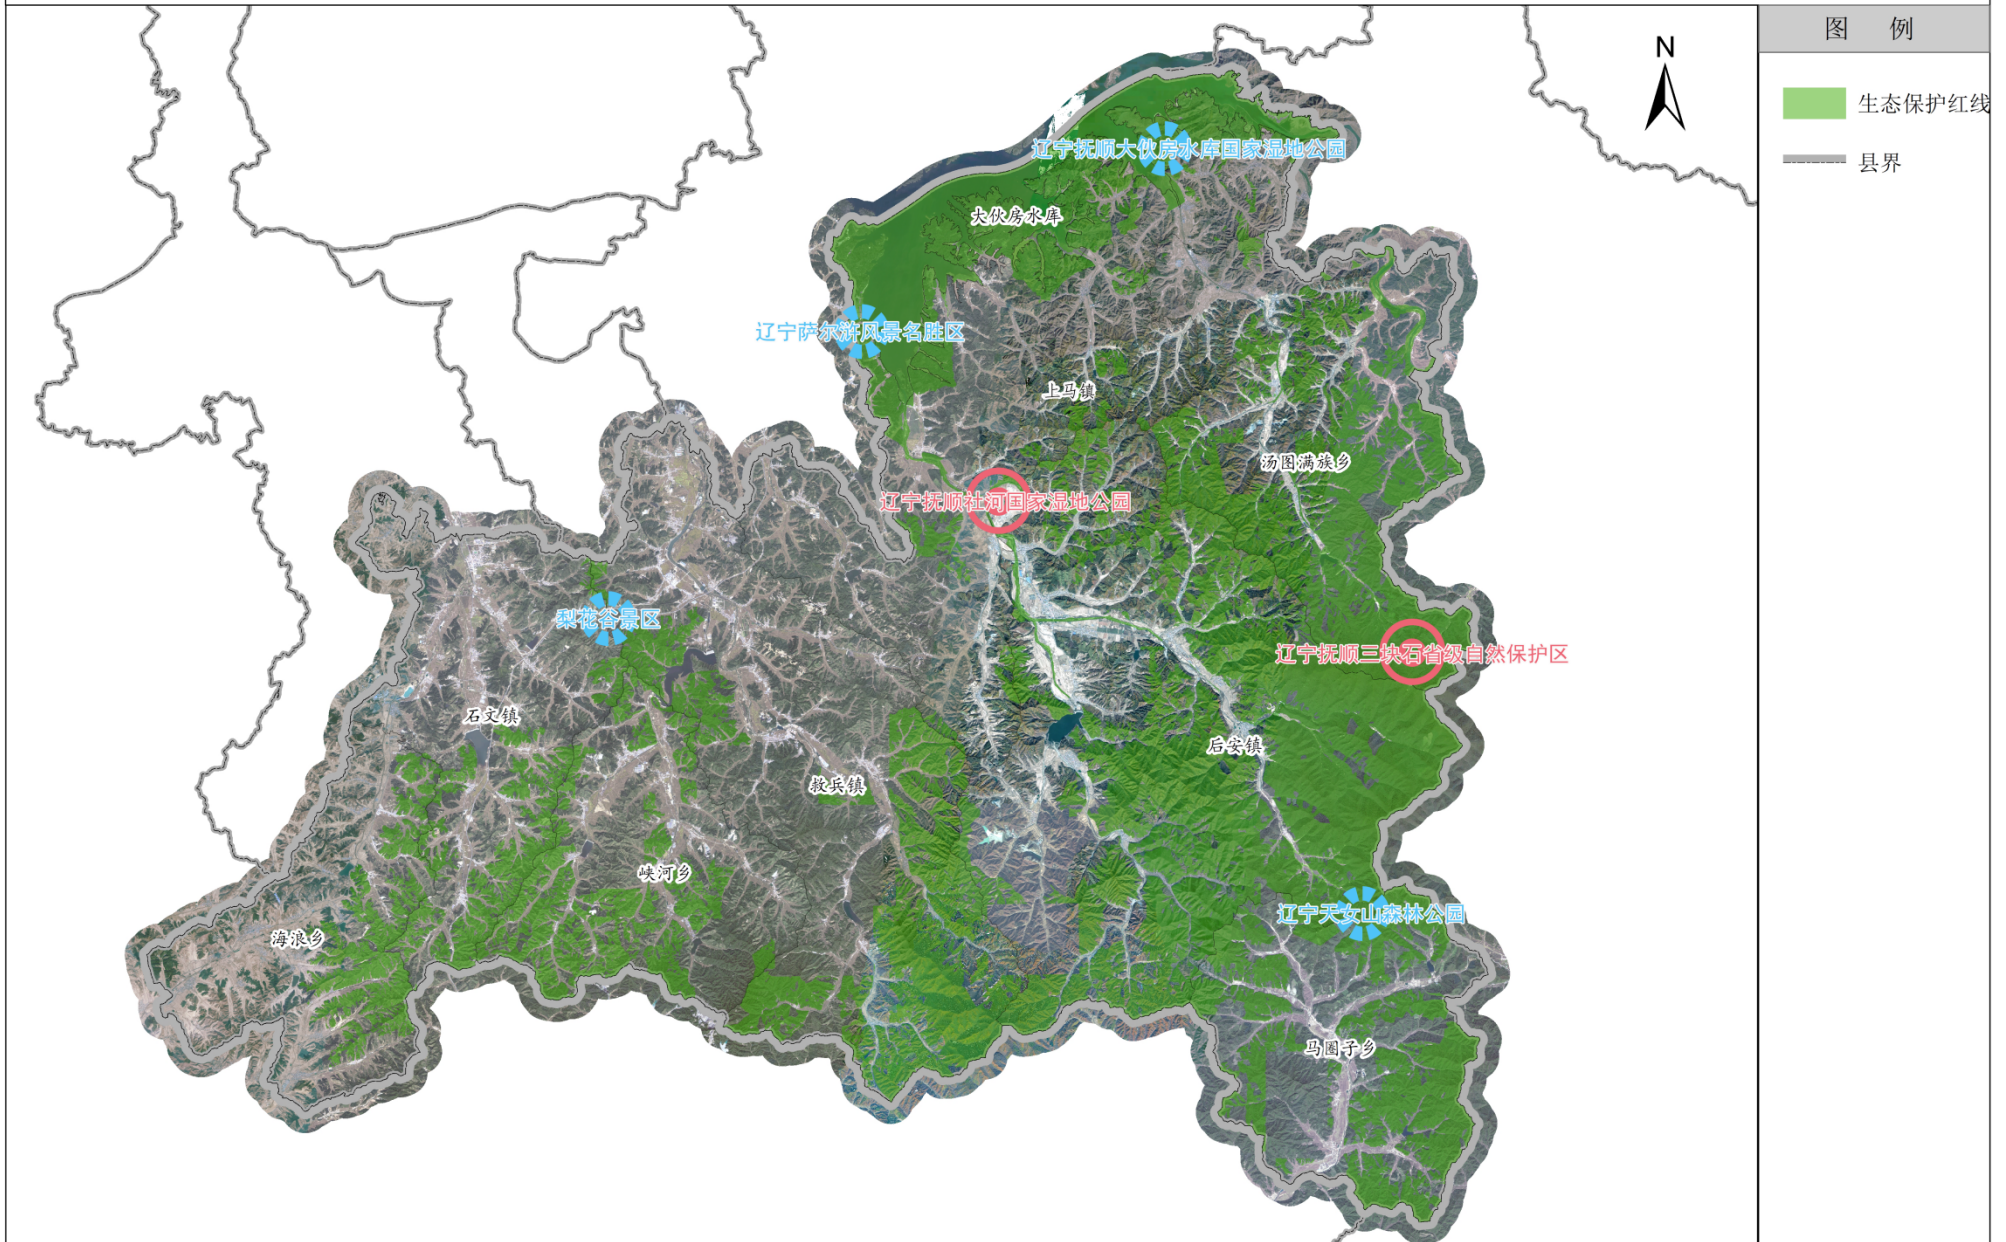 图 例
N
生态保护红线
县界
辽宁抚顺大伙房水库国家湿地公园
大伙房水库
辽宁萨尔浒风景名胜区
上马镇
汤图满族乡
辽宁抚顺社河国家湿地公园
梨花谷景区
辽宁抚顺三块石省级自然保护区
石文镇
后安镇
救兵镇
峡河乡
辽宁天女山森林公园
海浪乡
马圈子乡